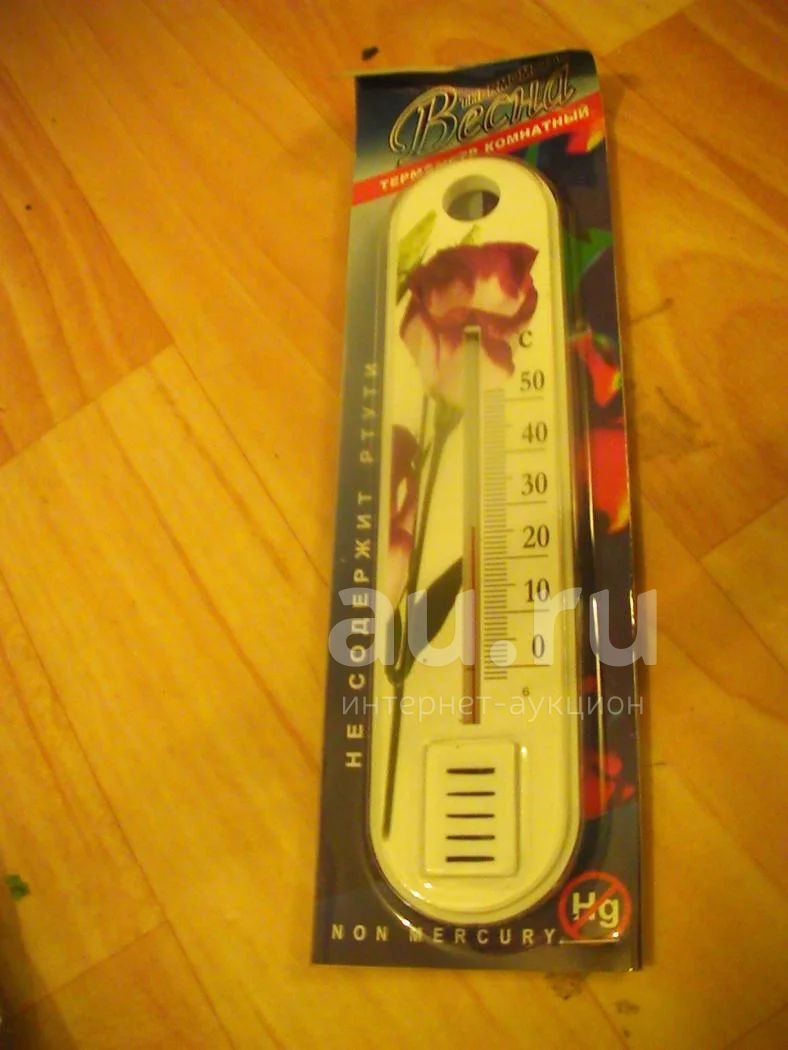 Весна
ТЕРМОМЕТР КОМНАТНЫЙ
НЕ СОДЕРЖИТ РТУТИ
C
50
40
30
20
10
0
6
au.ru
интернет-аукцион
Hg
NON MERCURY